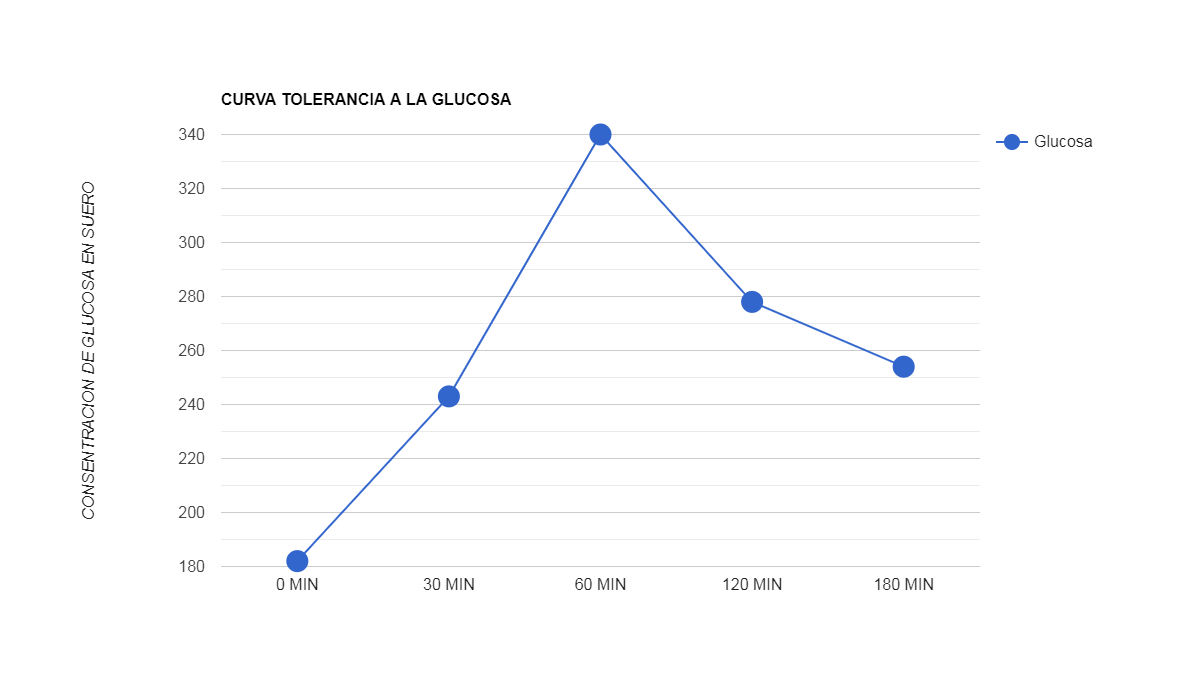 CURVA TOLERANCIA A LA GLUCOSA
Glucosa
CONSENTRACION DE GLUCOSA EN SUERO
340
320
300
280
260
240
220
200
180
0 MIN
30 MIN
60 MIN
120 MIN
180 MIN